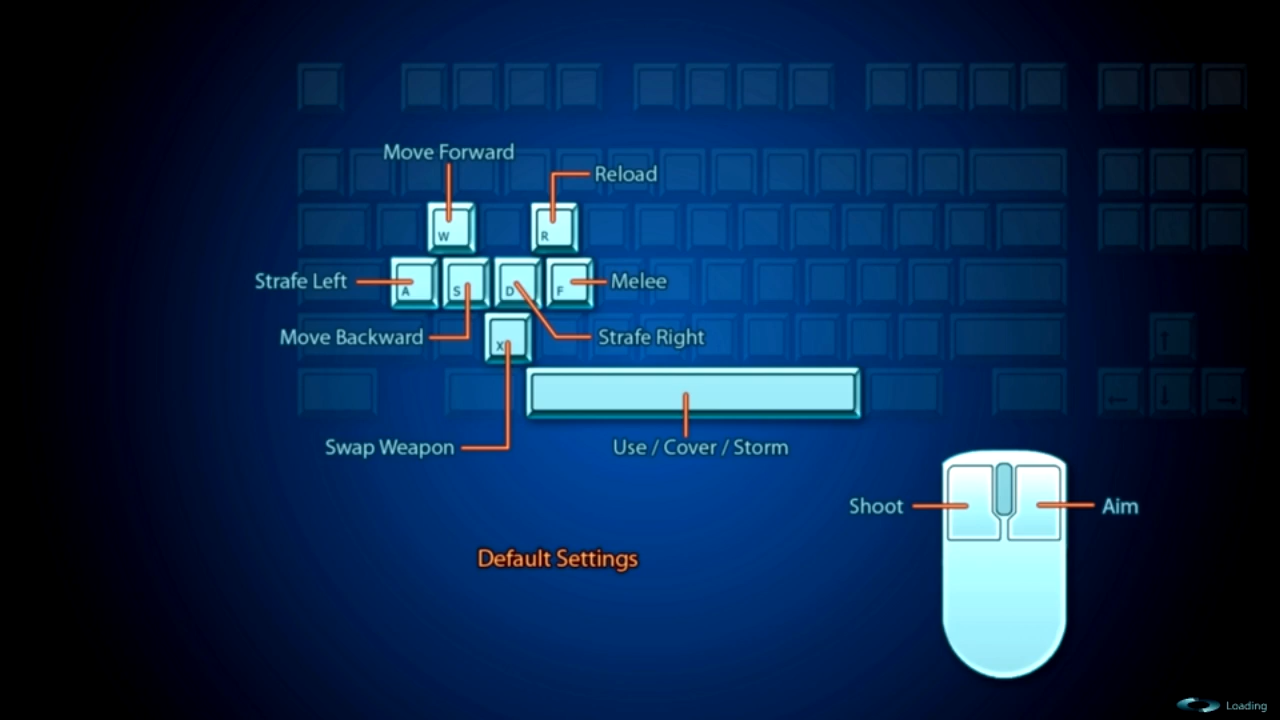 Move Forward
Reload
W
R
Strafe Left
A
S
D
F
Melee
Move Backward
X
Strafe Right
↑
← ↓ →
Swap Weapon
Use / Cover / Storm
Shoot
Aim
Default Settings
Loading